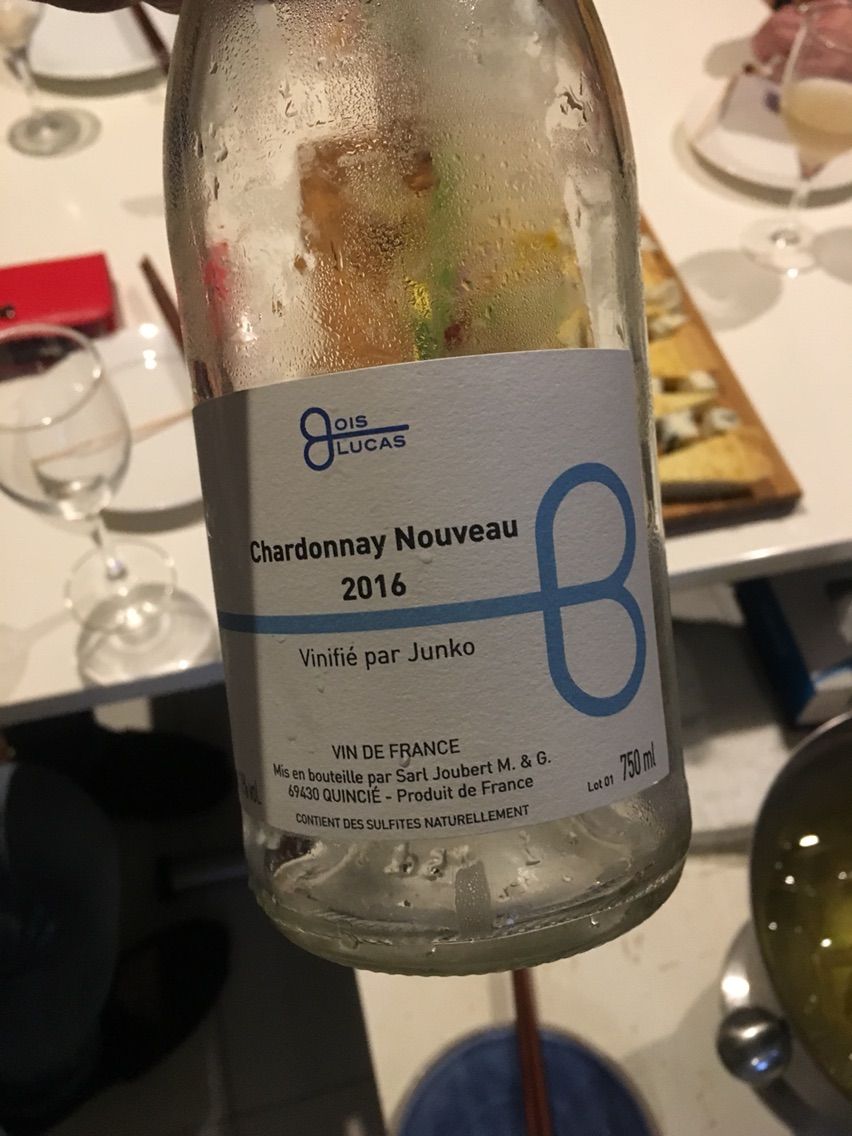 BOIS
LUCAS
Chardonnay Nouveau
2016
Vinifié par Junko
VIN DE FRANCE
Mis en bouteille par Sarl Joubert M. & G.
69430 QUINCIÉ - Produit de France
Lot 01 750 ml
CONTIENT DES SULFITES NATURELLEMENT